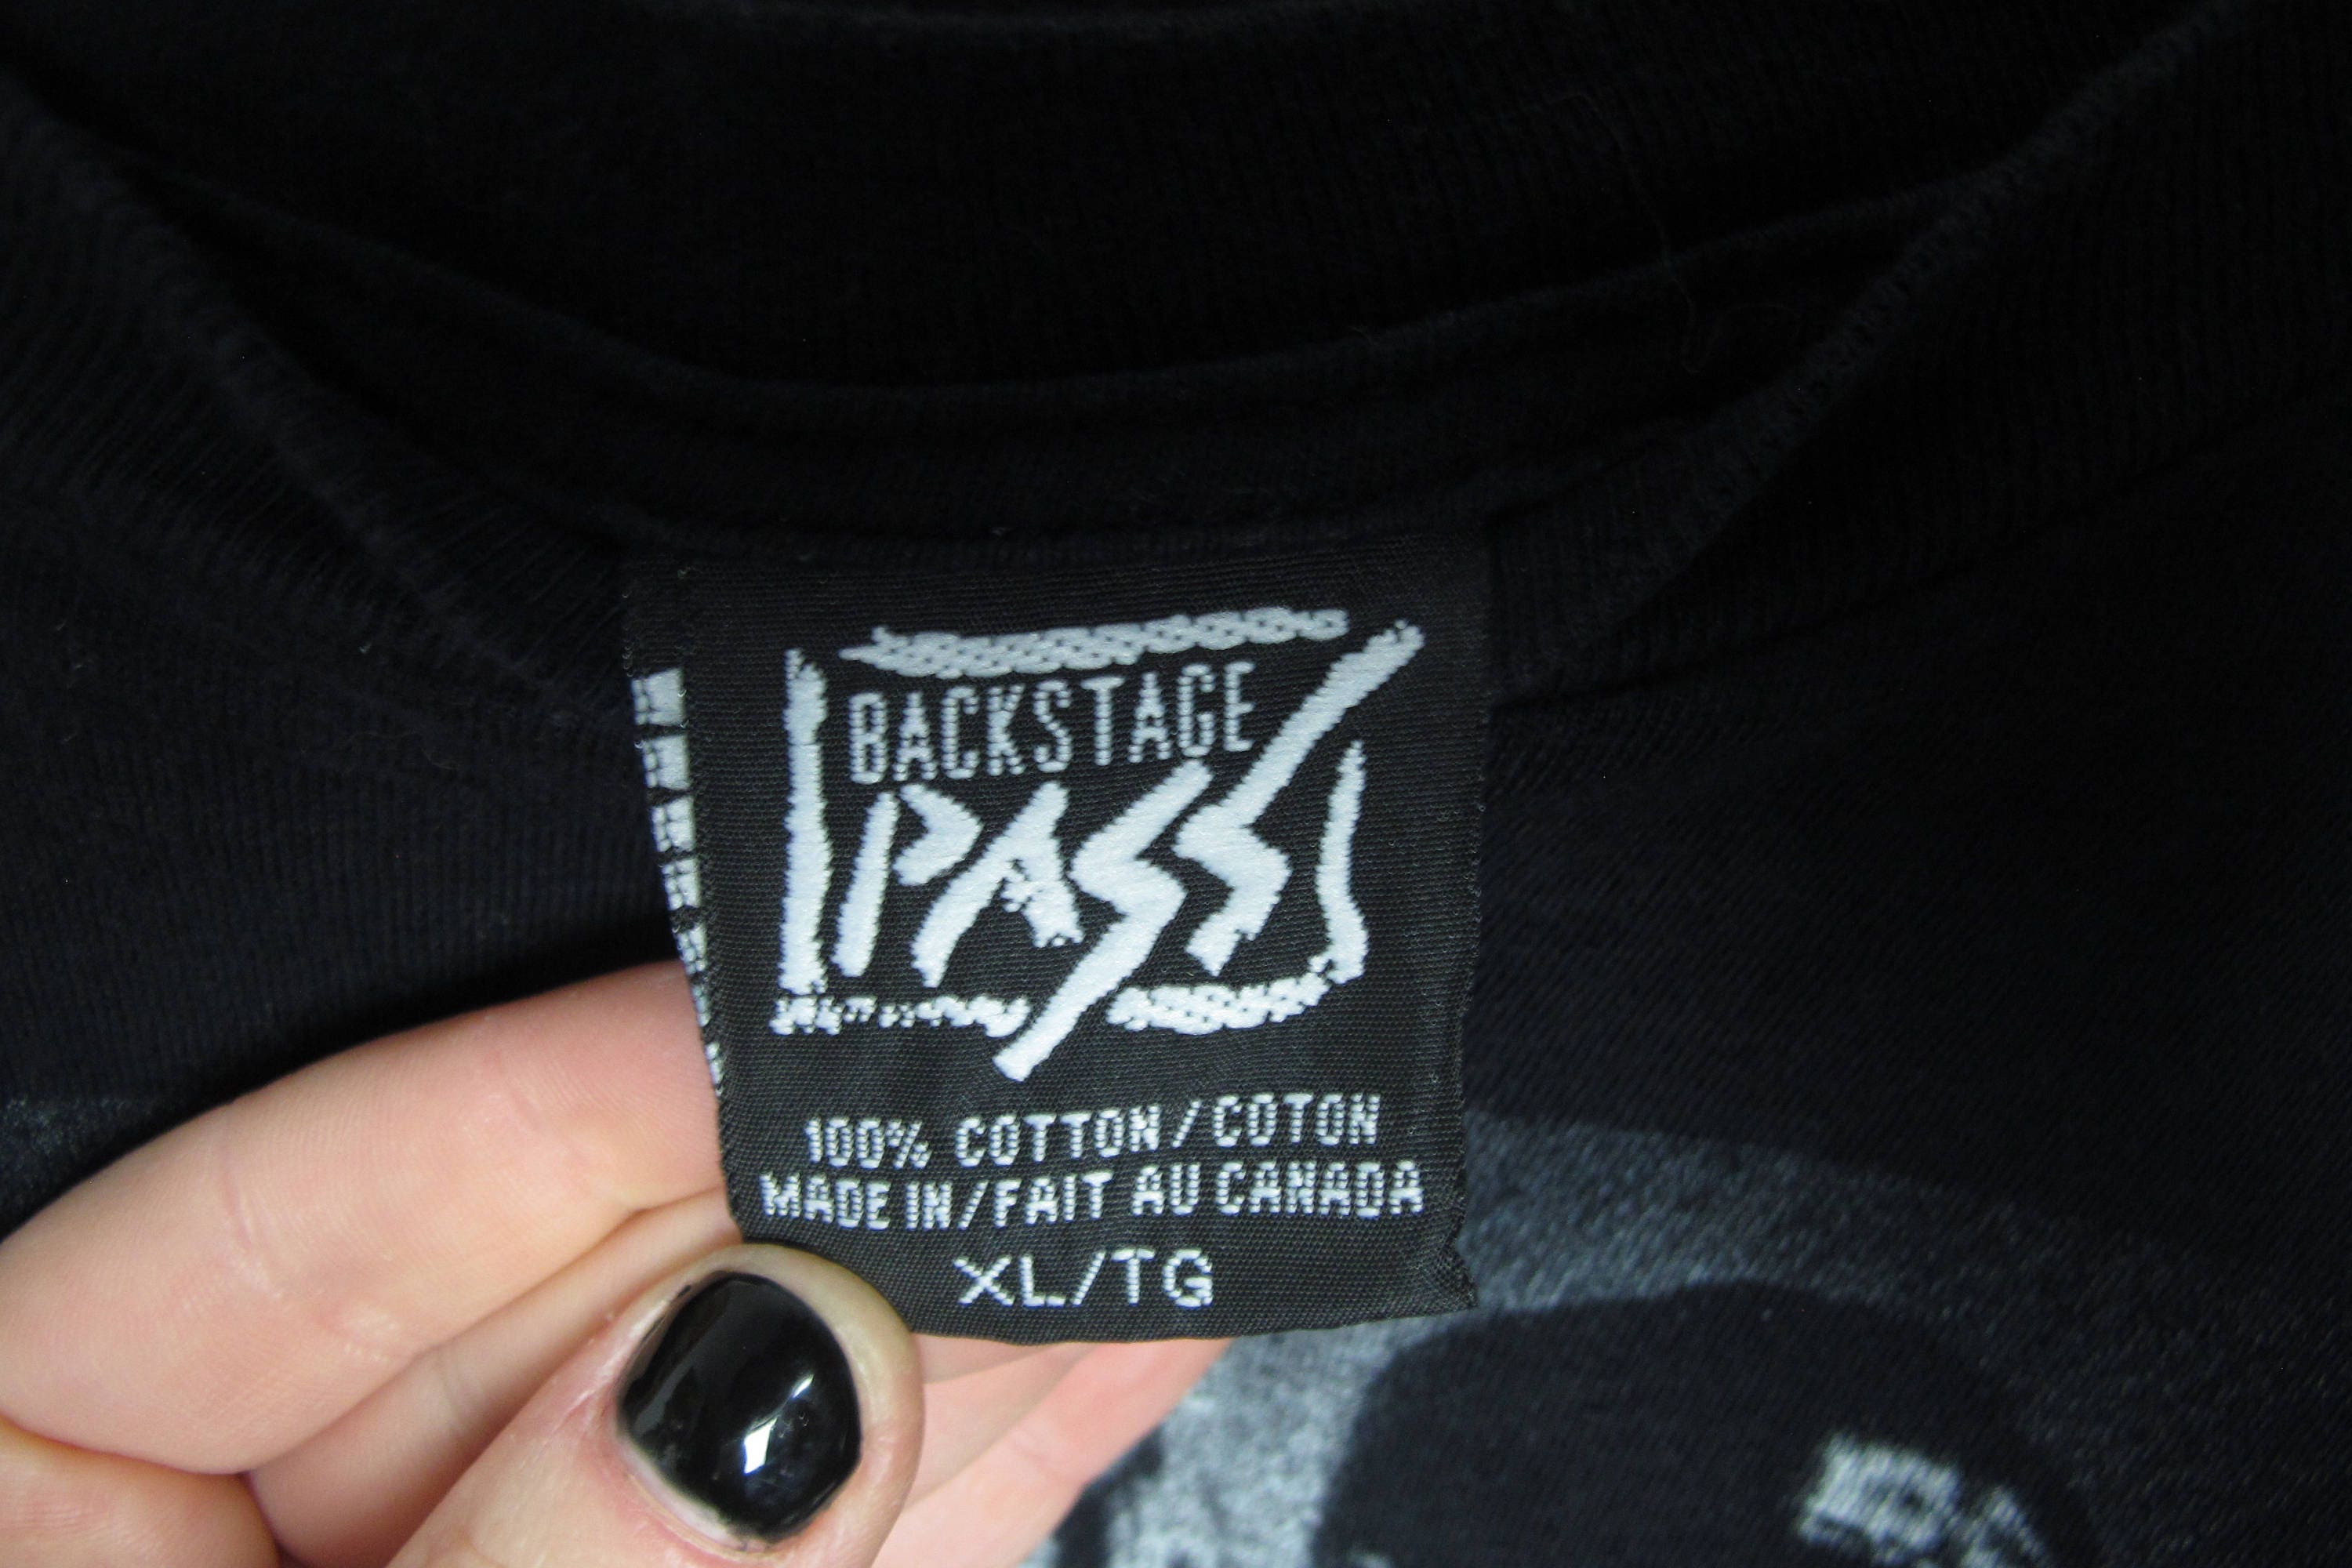 BACKSTAGE
PASS
100% COTTON/COTON
MADE IN/FAIT AU CANADA
XL/TG